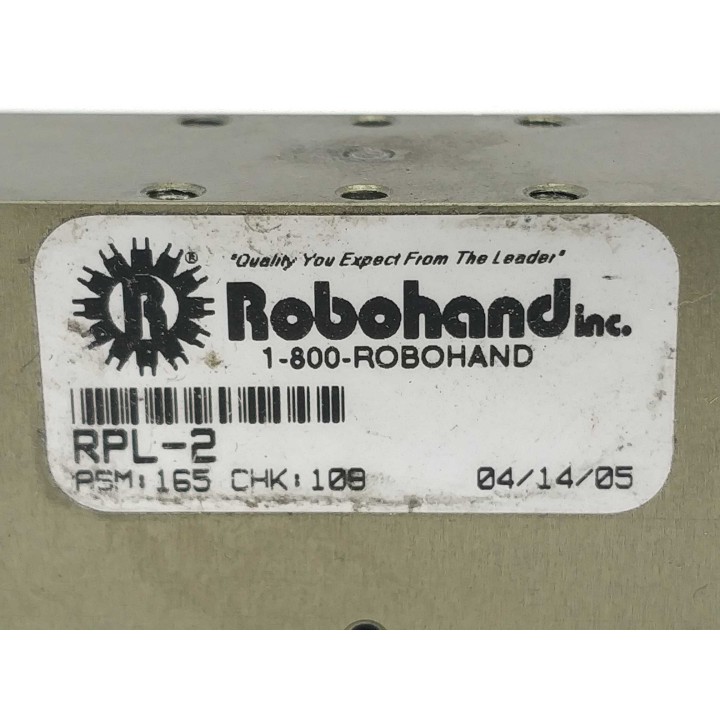 "Quality You Expect From The Leader"
R ®
Robohand inc.
1-800-ROBOHAND
RPL-2
ASM: 165 CHK: 109 04/14/05